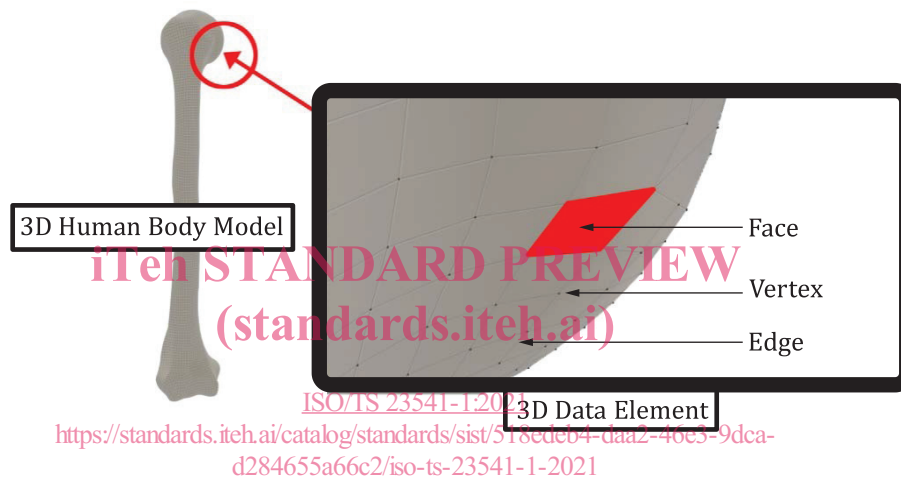 3D Human Body Model
Face
Vertex
Edge
iTeh STANDARD PREVIEW
(standards.iteh.ai)
ISO/TS 23541-1:2021
3D Data Element
https://standards.iteh.ai/catalog/standards/sist/518edeb4-daa2-46e3-9dca-
d284655a66c2/iso-ts-23541-1-2021